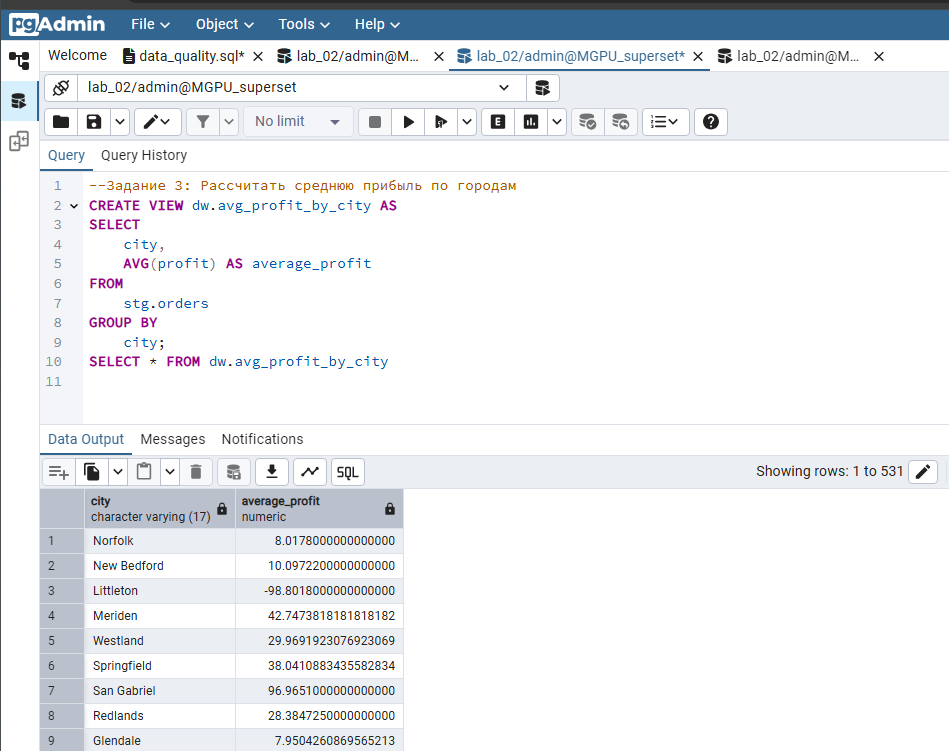 pgAdmin File Object Tools Help
Welcome data_quality.sql* lab_02/admin@M... lab_02/admin@MGPU_superset* lab_02/admin@M...
lab_02/admin@MGPU_superset
No limit E
Query Query History
1 --Задание 3: Рассчитать среднюю прибыль по городам
2 CREATE VIEW dw.avg_profit_by_city AS
3 SELECT
4 city,
5 AVG(profit) AS average_profit
6 FROM
7 stg.orders
8 GROUP BY
9 city;
10 SELECT * FROM dw.avg_profit_by_city
11
Data Output Messages Notifications
SQL Showing rows: 1 to 531
city average_profit
character varying (17) numeric
1 Norfolk 8.0178000000000000
2 New Bedford 10.0972200000000000
3 Littleton -98.8018000000000000
4 Meriden 42.7473818181818182
5 Westland 29.9691923076923069
6 Springfield 38.0410883435582834
7 San Gabriel 96.9651000000000000
8 Redlands 28.3847250000000000
9 Glendale 7.9504260869565213